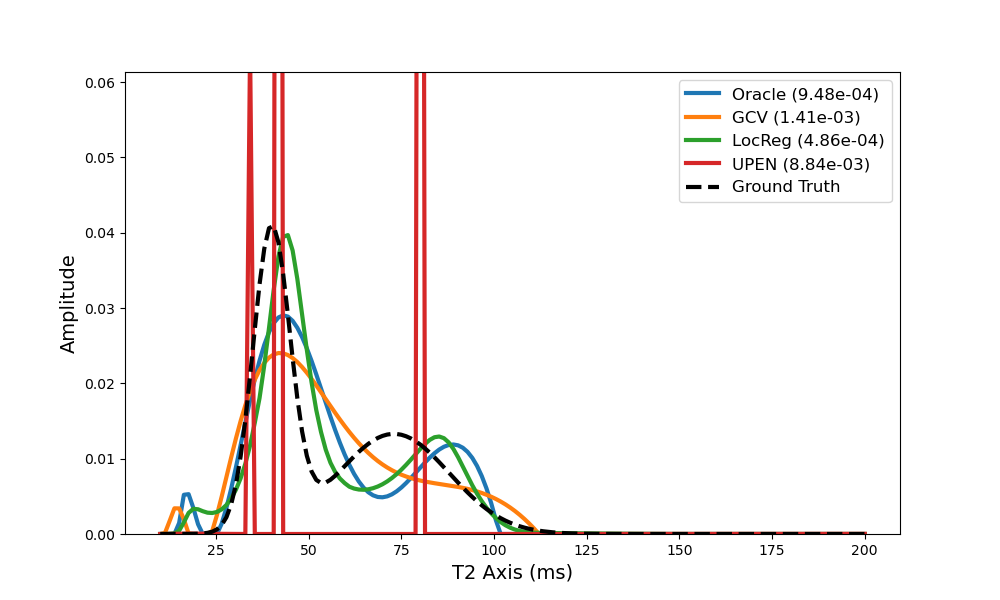 0.06
0.05
0.04
0.03
0.02
0.01
0.00
Amplitude
25
50
75
100
125
150
175
200
T2 Axis (ms)
Oracle (9.48e-04)
GCV (1.41e-03)
LocReg (4.86e-04)
UPEN (8.84e-03)
Ground Truth